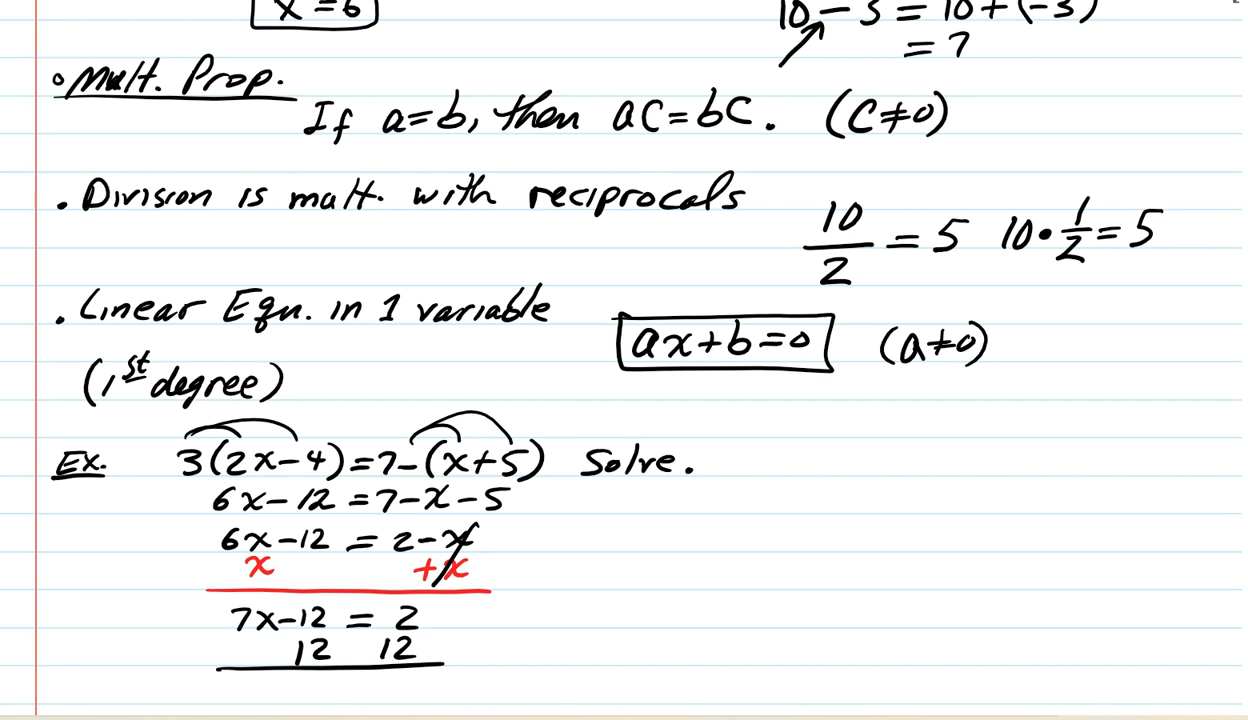 x = 6
10 - 3 = 10 + (-3)
= 7
• Mult. Prop.
If a=b, then ac=bc. (c≠0)
• Division is mult. with reciprocals
10/2 = 5 10 • 1/2 = 5
• Linear Eqn. in 1 variable
ax+b=0 (a≠0)
(1st degree)
Ex. 3(2x-4)=7-(x+5) Solve.
6x-12 = 7-x-5
6x-12 = 2-x
x +x
7x-12 = 2
12 12